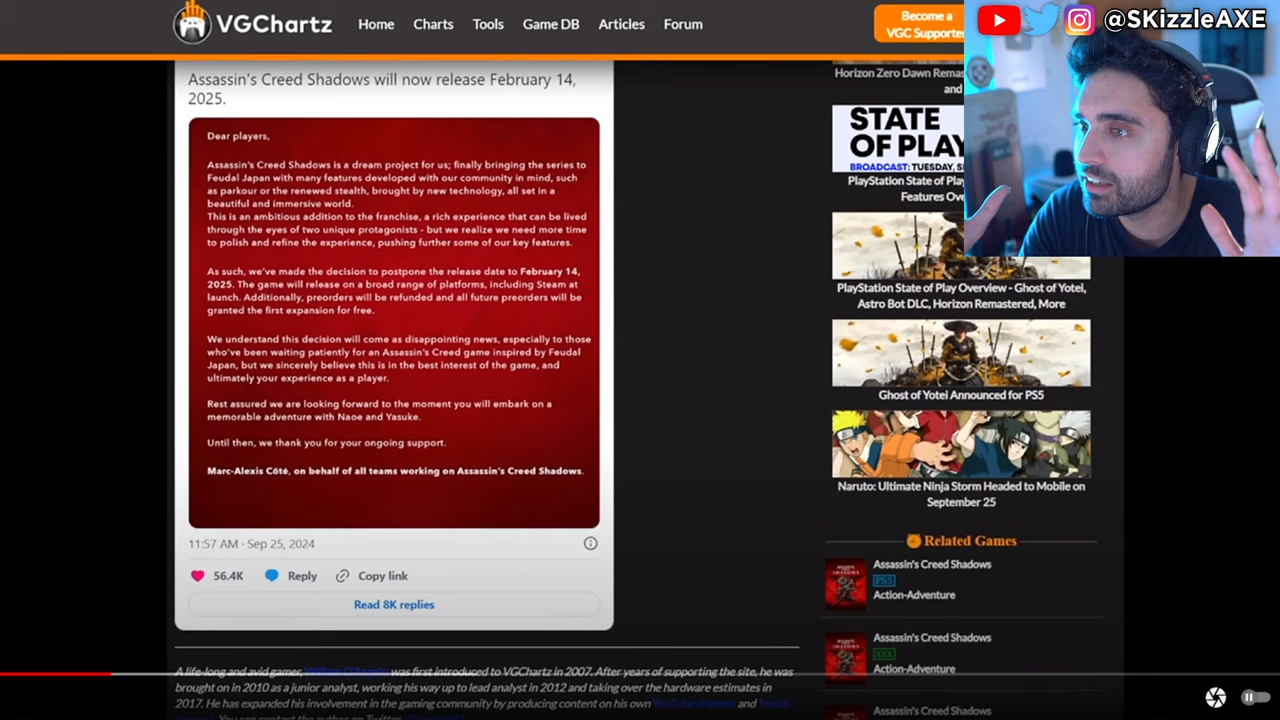 VGChartz
Home
Charts
Tools
Game DB
Articles
Forum
Become a
VGC Supporter
@SKizzleAXE
Assassin's Creed Shadows will now release February 14,
2025.
Dear players,
Assassin's Creed Shadows is a dream project for us; finally bringing the series to
Feudal Japan with many features developed with our community in mind, such
as parkour or the renewed stealth, brought by new technology, all set in a
beautiful and immersive world.
This is an ambitious addition to the franchise, a rich experience that can be lived
through the eyes of two unique protagonists - but we realize we need more time
to polish and refine the experience, pushing further some of our key features.
As such, we've made the decision to postpone the release date to February 14,
2025. The game will release on a broad range of platforms, including Steam at
launch. Additionally, preorders will be refunded and all future preorders will be
granted the first expansion for free.
We understand this decision will come as disappointing news, especially to those
who've been waiting patiently for an Assassin's Creed game inspired by Feudal
Japan, but we sincerely believe this is in the best interest of the game, and
ultimately your experience as a player.
Rest assured we are looking forward to the moment you will embark on a
memorable adventure with Naoe and Yasuke.
Until then, we thank you for your ongoing support.
Marc-Alexis Côté, on behalf of all teams working on Assassin's Creed Shadows.
11:57 AM · Sep 25, 2024
56.4K
Reply
Copy link
Read 8K replies
A life-long and avid gamer, William D'Angelo was first introduced to VGChartz in 2007. After years of supporting the site, he was
brought on in 2010 as a junior analyst, working his way up to lead analyst in 2012 and taking over the hardware estimates in
2017. He has expanded his involvement in the gaming community by producing content on his own YouTube channel and Twitch
You can contact the author on Twitter
Horizon Zero Dawn Remas
and
STATE
OF PLAY
BROADCAST: TUESDAY, S
PlayStation State of Play
Features
PlayStation State of Play Overview - Ghost of Yotei,
Astro Bot DLC, Horizon Remastered, More
Ghost of Yotei Announced for PS5
Naruto: Ultimate Ninja Storm Headed to Mobile on
September 25
Related Games
Assassin's Creed Shadows
PS5
Action-Adventure
Assassin's Creed Shadows
XSX
Action-Adventure
Assassin's Creed Shadows